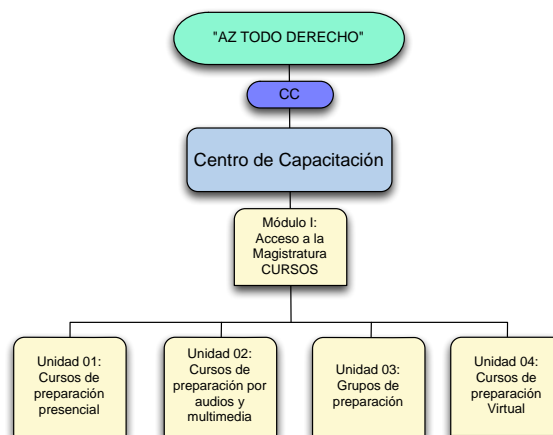 "AZ TODO DERECHO"
CC
Centro de Capacitación
Módulo I:
Acceso a la
Magistratura
CURSOS
Unidad 01:
Cursos de
preparación
presencial
Unidad 02:
Cursos de
preparación por
audios y
multimedia
Unidad 03:
Grupos de
preparación
Unidad 04:
Cursos de
preparación
Virtual